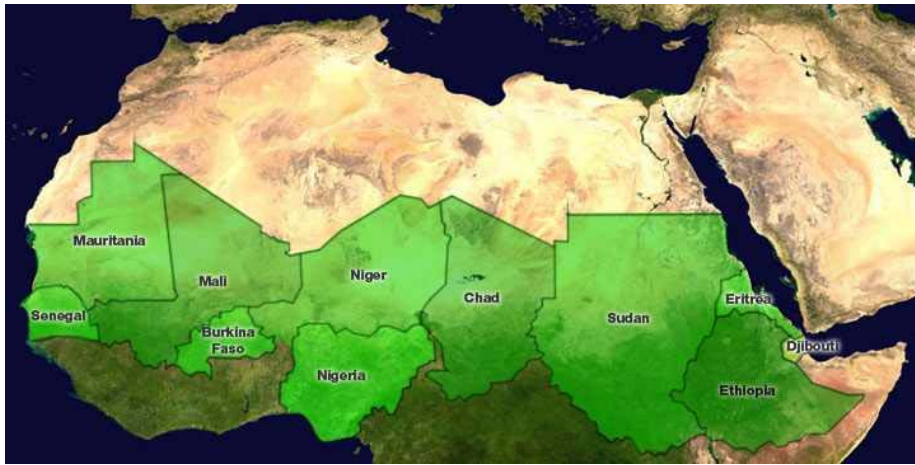 Mauritania
Mali
Niger
Chad
Sudan
Eritrea
Senegal
Burkina
Faso
Nigeria
Djibouti
Ethiopia